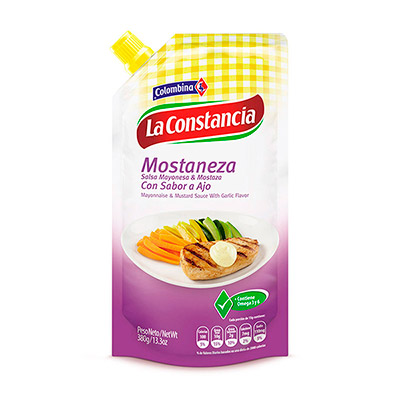 Colombina
La Constancia
Mostaneza
Salsa Mayonesa & Mostaza
Con Sabor a Ajo
Mayonnaise & Mustard Sauce With Garlic Flavor
• Contiene
Omega 3 y 6
Peso Neto / Net Wt
380g / 13.3oz